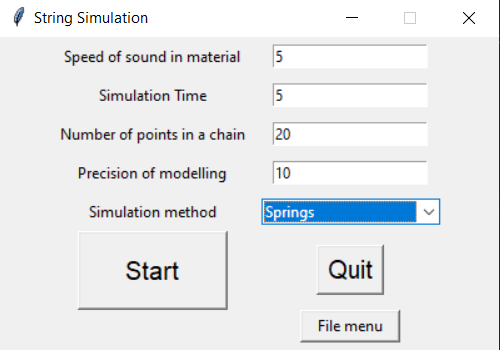 String Simulation
Speed of sound in material 5
Simulation Time 5
Number of points in a chain 20
Precision of modelling 10
Simulation method Springs
Start Quit
File menu